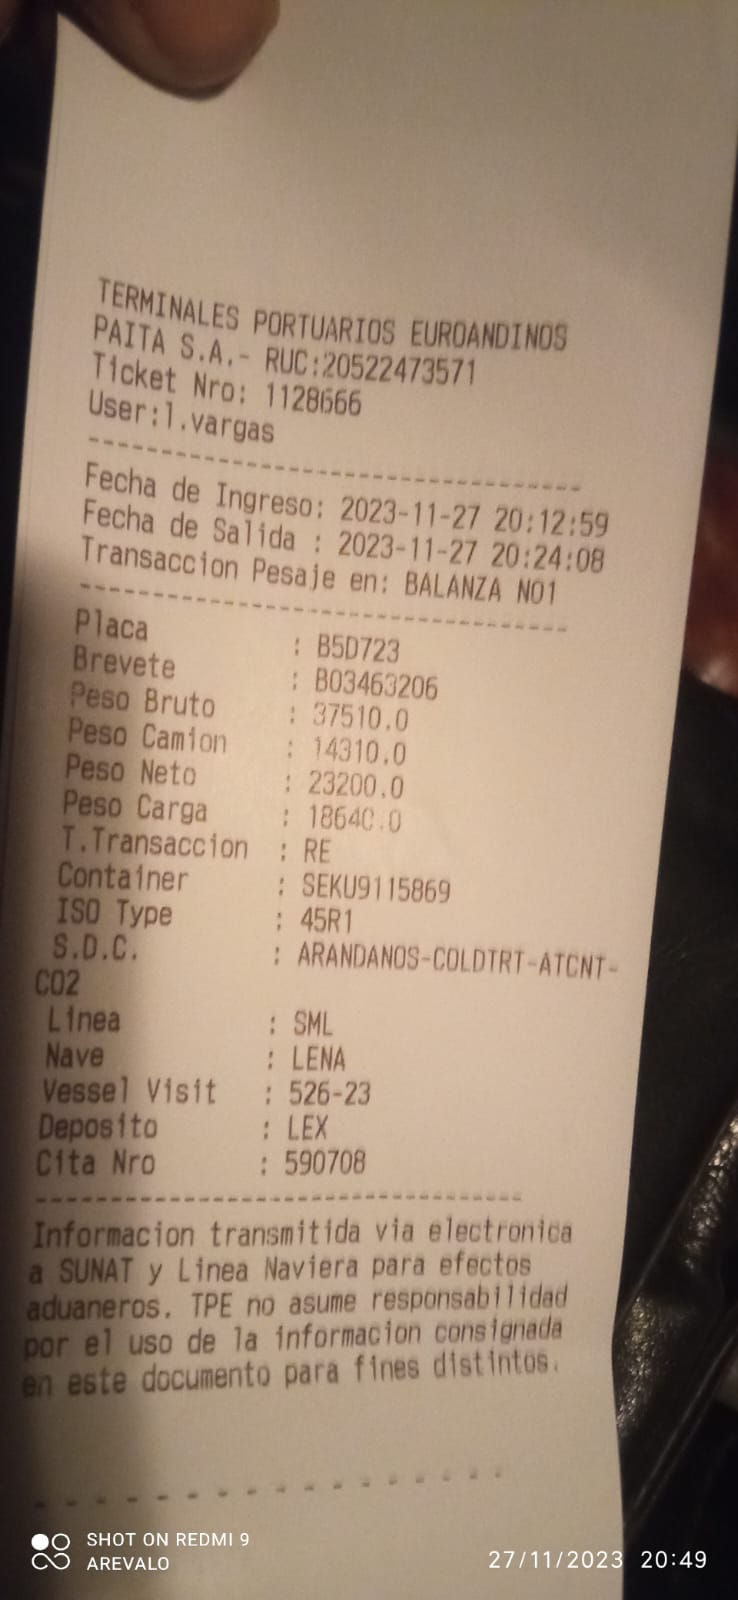 TERMINALES PORTUARIOS EUROANDINOS
PAITA S.A.- RUC:20522473571
Ticket Nro: 1128666
User:l.vargas
--------------------------------
Fecha de Ingreso: 2023-11-27 20:12:59
Fecha de Salida : 2023-11-27 20:24:08
Transaccion Pesaje en: BALANZA NO1
--------------------------------
Placa : B5D723
Brevete : B03463206
Peso Bruto : 37510.0
Peso Camion : 14310.0
Peso Neto : 23200.0
Peso Carga : 18640.0
T.Transaccion : RE
Container : SEKU9115869
ISO Type : 45R1
S.D.C. : ARANDANOS-COLDTRT-ATCNT-
CO2
Linea : SML
Nave : LENA
Vessel Visit : 526-23
Deposito : LEX
Cita Nro : 590708
--------------------------------
Informacion transmitida via electronica
a SUNAT y Linea Naviera para efectos
aduaneros. TPE no asume responsabilidad
por el uso de la informacion consignada
en este documento para fines distintos.
- - - - - - - - - - - - - - -
SHOT ON REDMI 9
AREVALO
27/11/2023 20:49